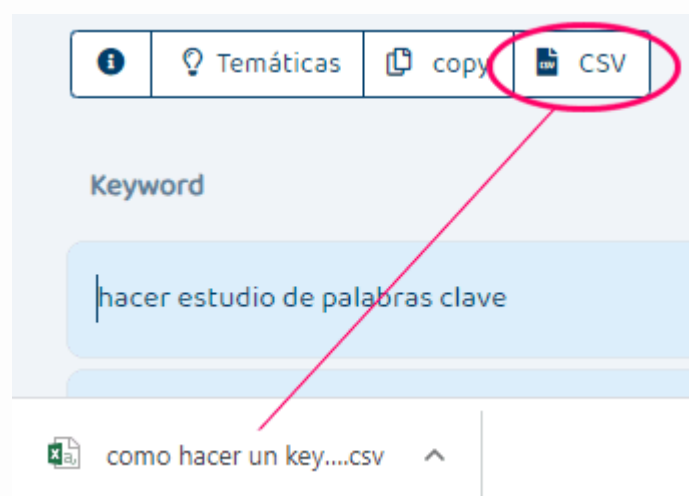 Temáticas copy CSV
Keyword
hacer estudio de palabras clave
como hacer un key....csv